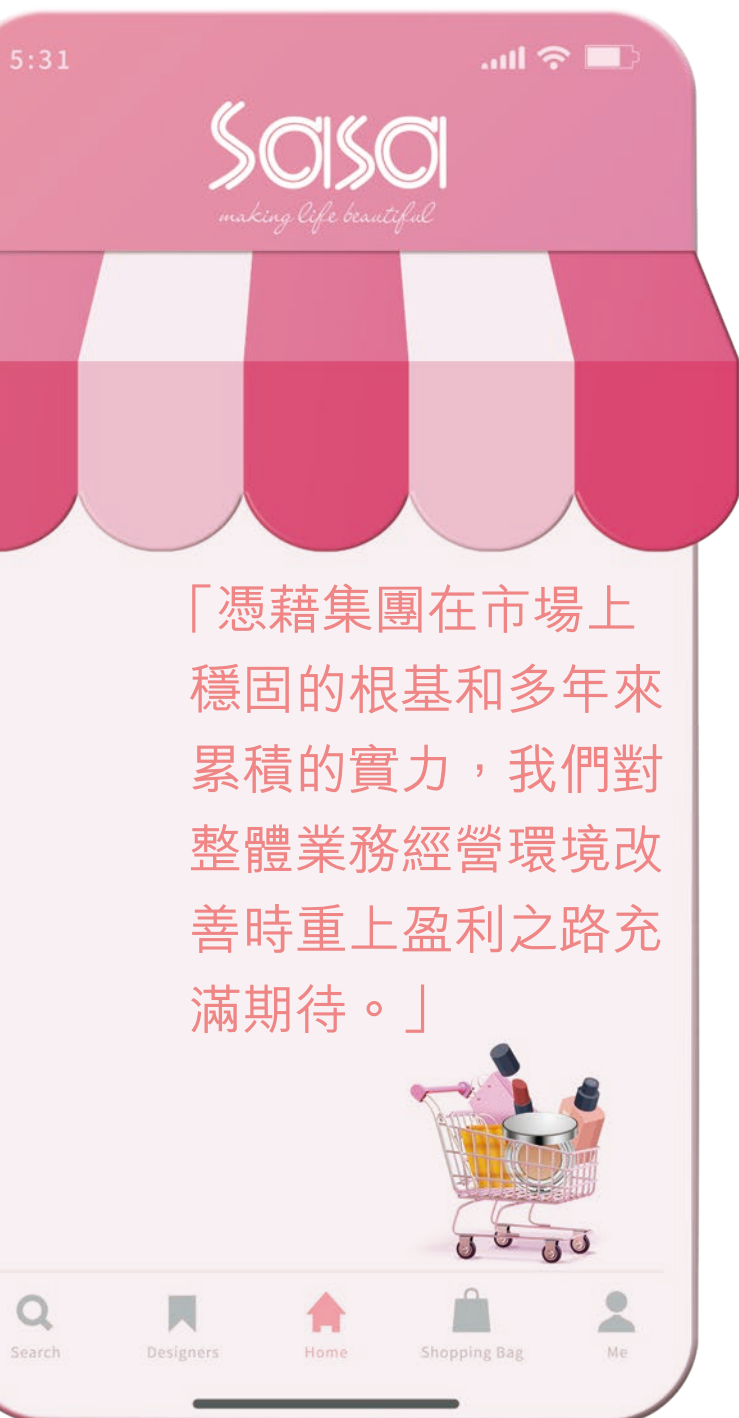 5:31
sasa
making life beautiful
「憑藉集團在市場上
穩固的根基和多年來
累積的實力，我們對
整體業務經營環境改
善時重上盈利之路充
滿期待。」
Search
Designers
Home
Shopping Bag
Me